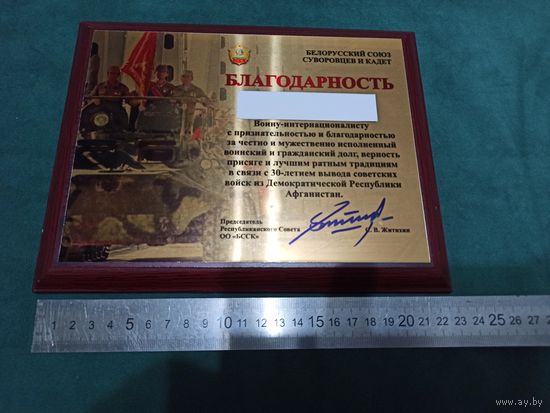 БЕЛОРУССКИЙ СОЮЗ
СУВОРОВЦЕВ И КАДЕТ
БЛАГОДАРНОСТЬ
Воину-интернационалисту
с признательностью и благодарностью
за честно и мужественно исполненный
воинский и гражданский долг, верность
присяге и лучшим ратным традициям
в связи с 30-летием вывода советских
войск из Демократической Республики
Афганистан.
Председатель
Республиканского Совета
ОО «БССК»
С. В. Житихин
1 2 3 4 5 6 7 8 9 10 11 12 13 14 15 16 17 18 19 20 21 22 23 24 25 26 27
www.ay.by